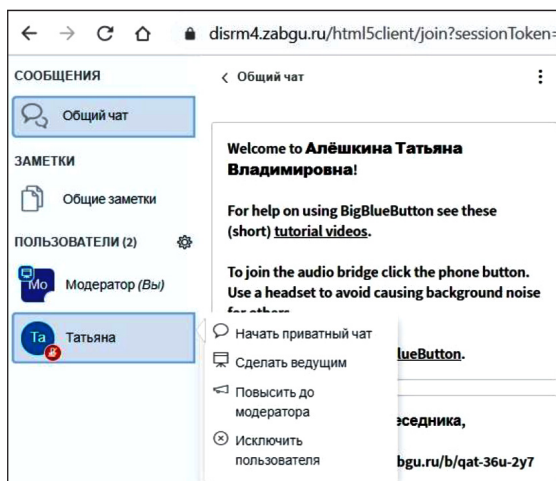 disrm4.zabgu.ru/html5client/join?sessionToken=
СООБЩЕНИЯ
Общий чат
ЗАМЕТКИ
Общие заметки
ПОЛЬЗОВАТЕЛИ (2)
Mo
Модератор (Вы)
Ta
Татьяна
Общий чат
Welcome to Алёшкина Татьяна
Владимировна!
For help on using BigBlueButton see these
(short) tutorial videos.
To join the audio bridge click the phone button.
Use a headset to avoid causing background noise
for others.
Начать приватный чат
Сделать ведущим
Повысить до
модератора
Исключить
пользователя
lueButton.
еседника,
bgu.ru/b/qat-36u-2y7